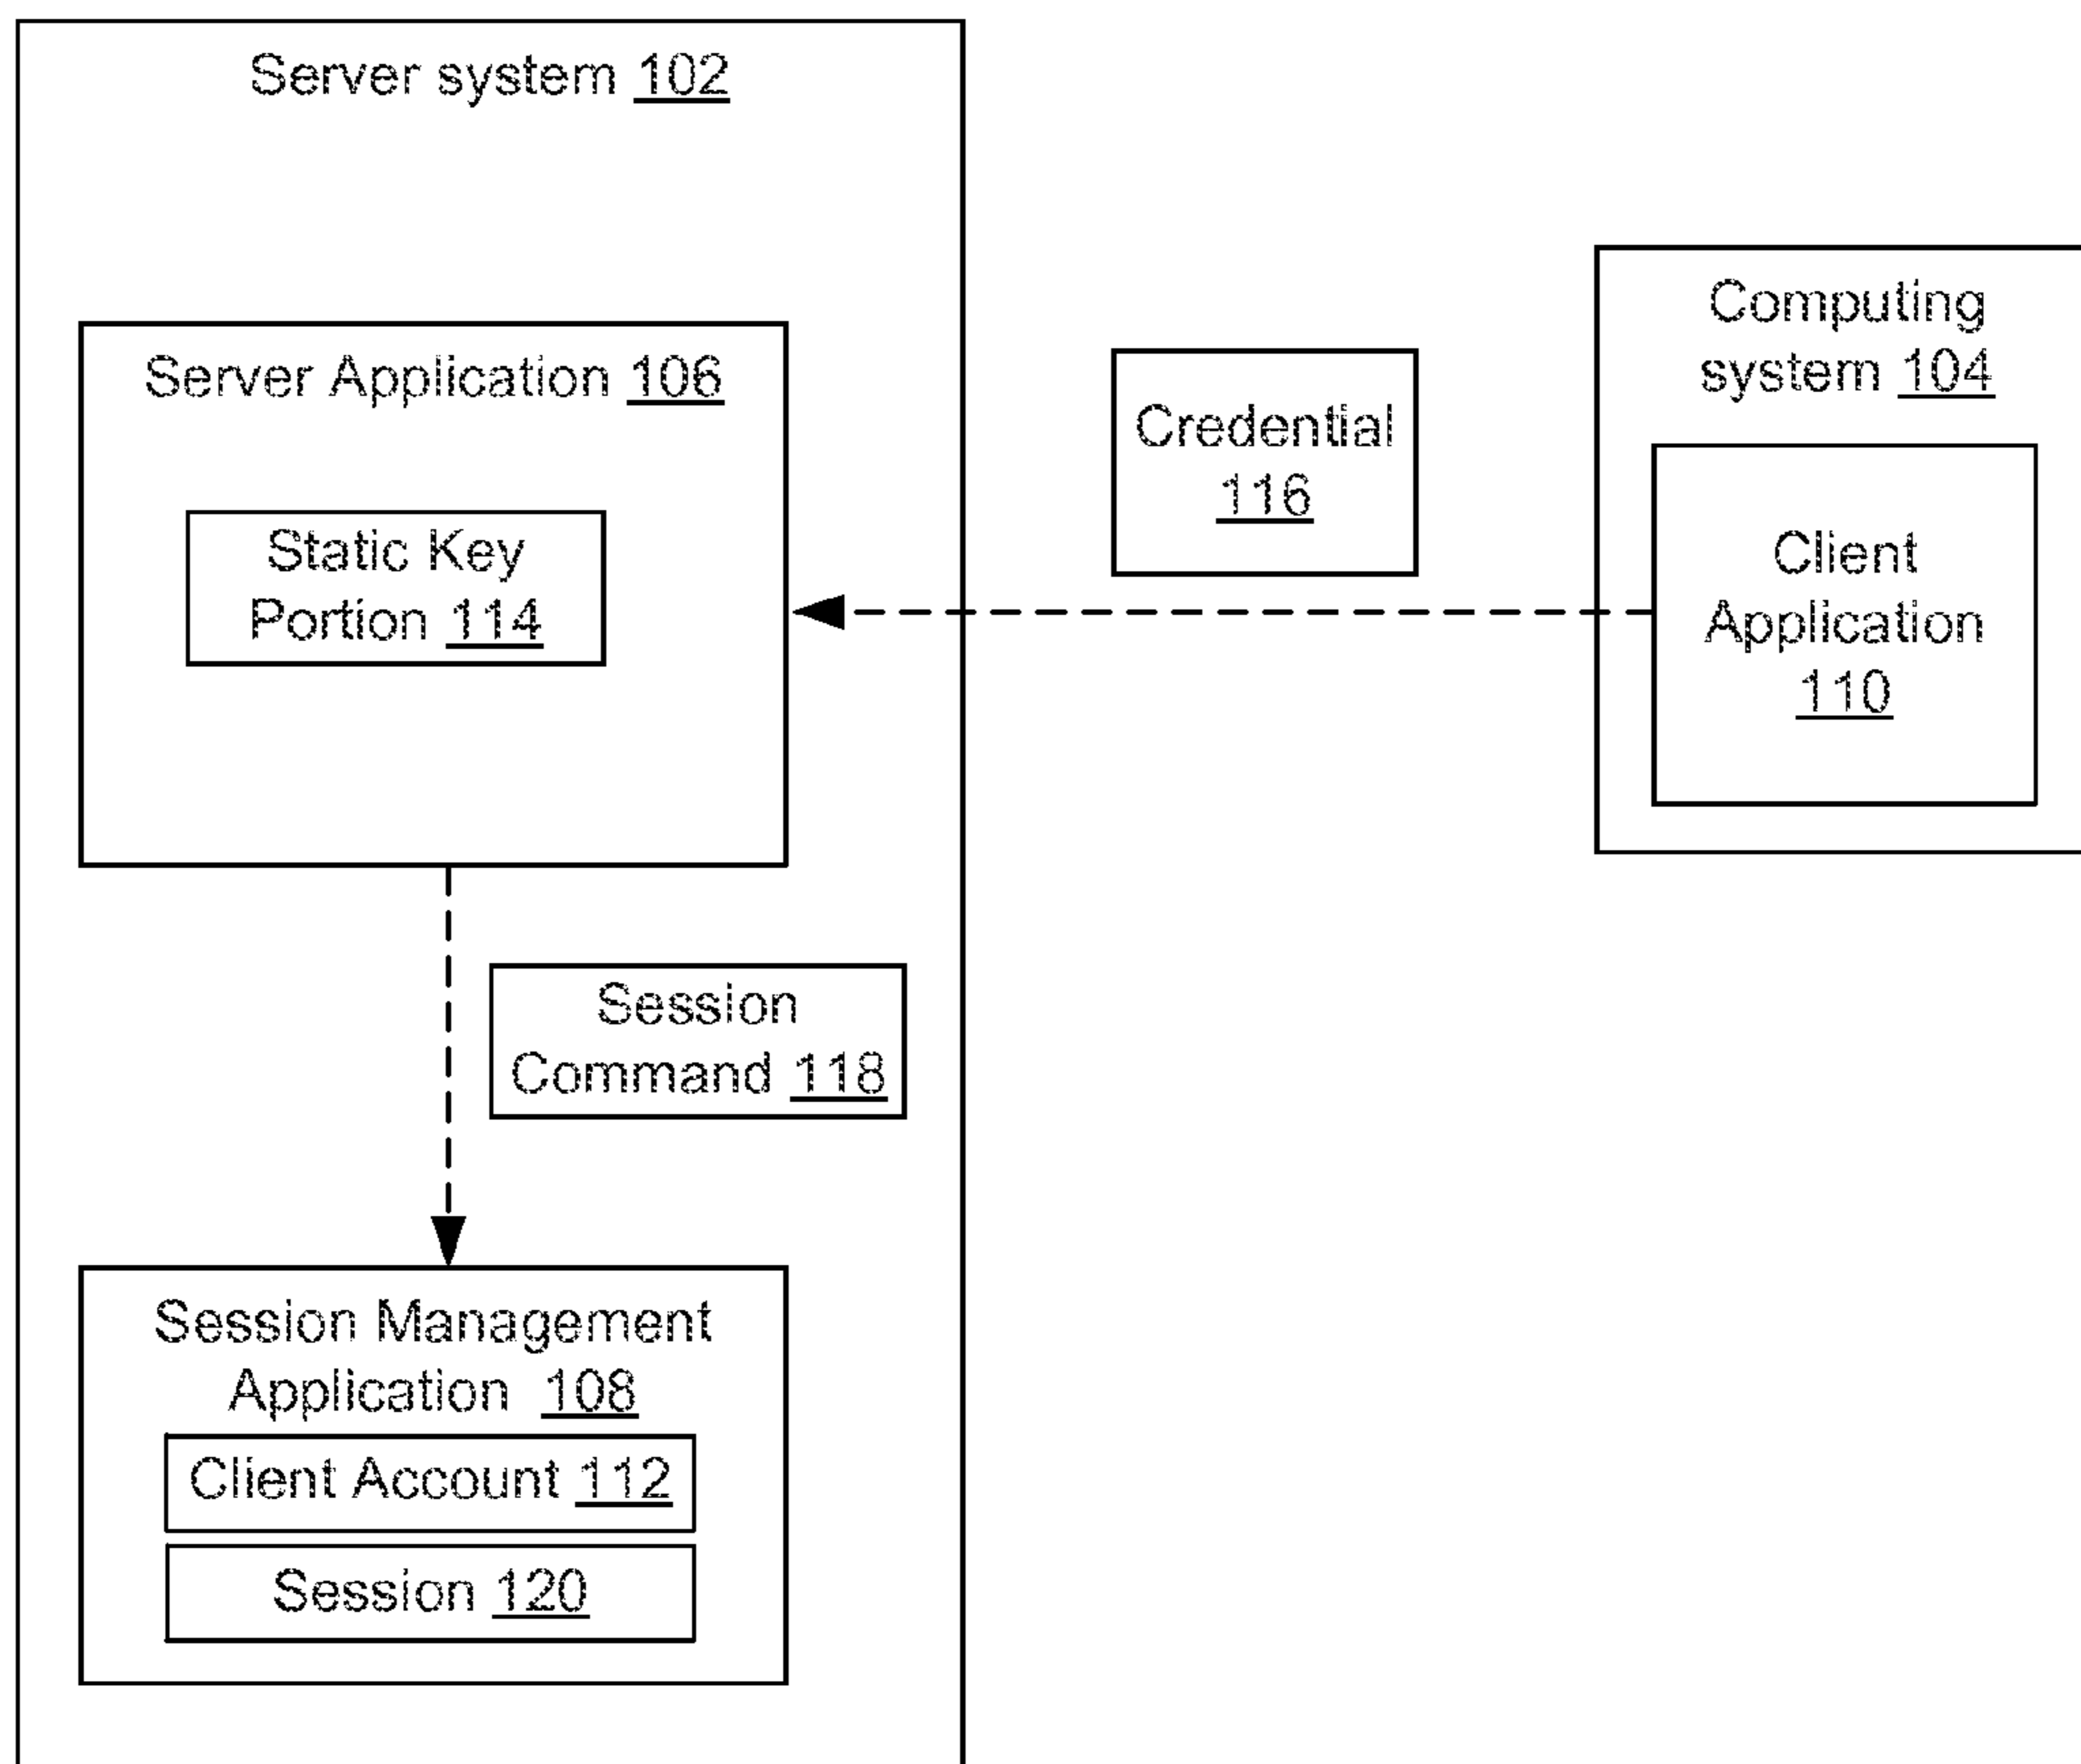 Server system 102
Server Application 106
Static Key
Portion 114
Credential
116
Computing
system 104
Client
Application
110
Session
Command 118
Session Management
Application 108
Client Account 112
Session 120